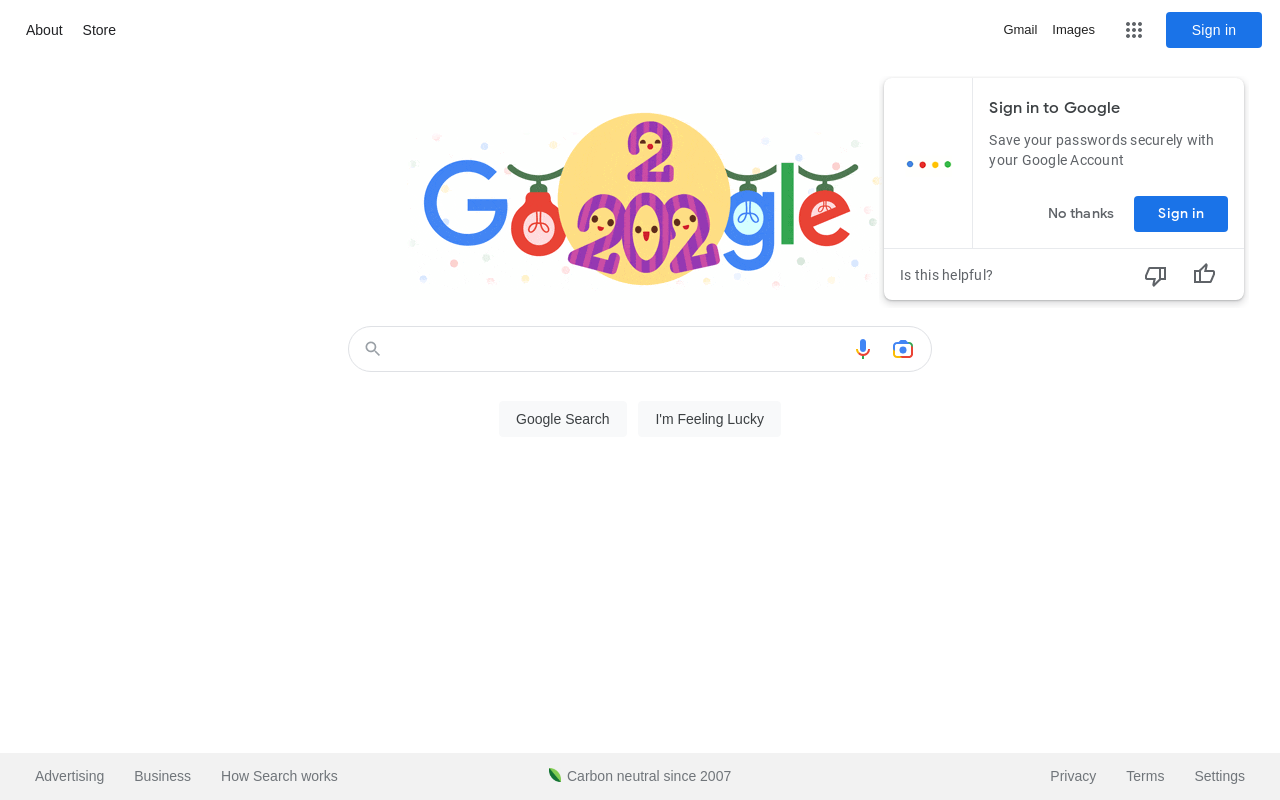 About Store
Gmail Images Sign in
Sign in to Google
Save your passwords securely with
your Google Account
No thanks Sign in
Is this helpful?
G
2
202
gle
Google Search I'm Feeling Lucky
Advertising Business How Search works Carbon neutral since 2007 Privacy Terms Settings